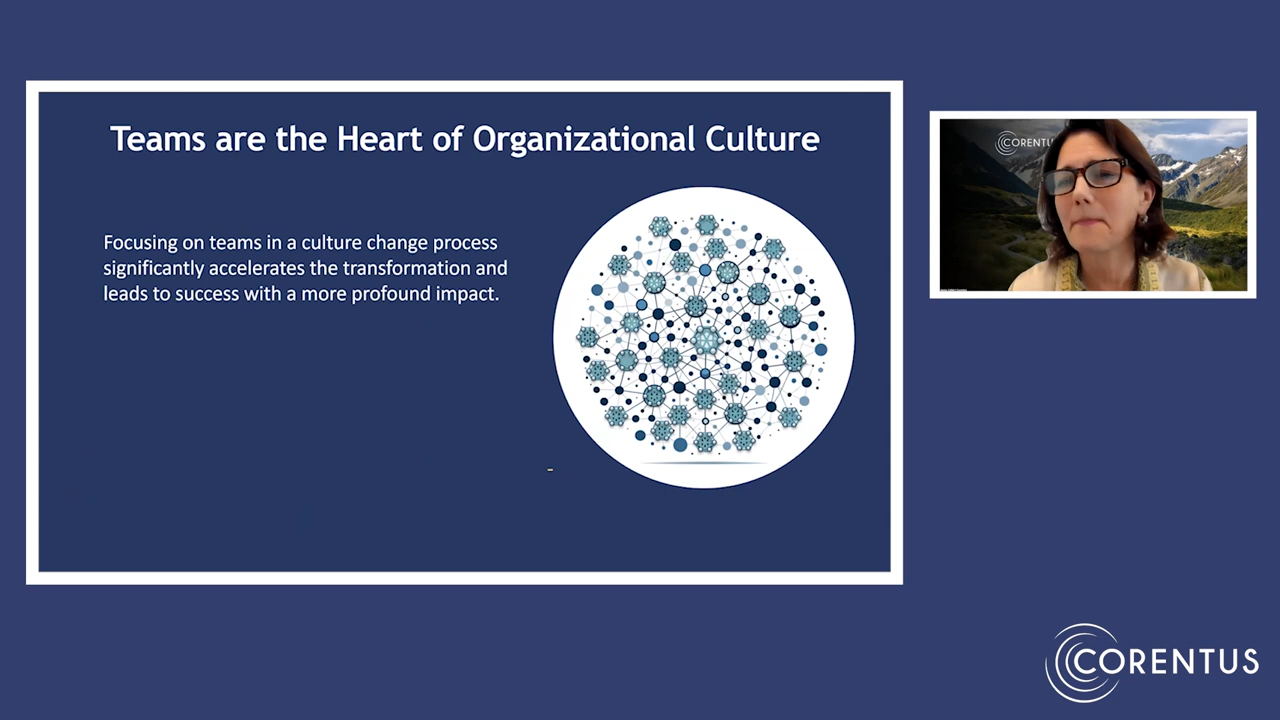 Teams are the Heart of Organizational Culture
Focusing on teams in a culture change process
significantly accelerates the transformation and
leads to success with a more profound impact.
CORENTU
CORENTUS